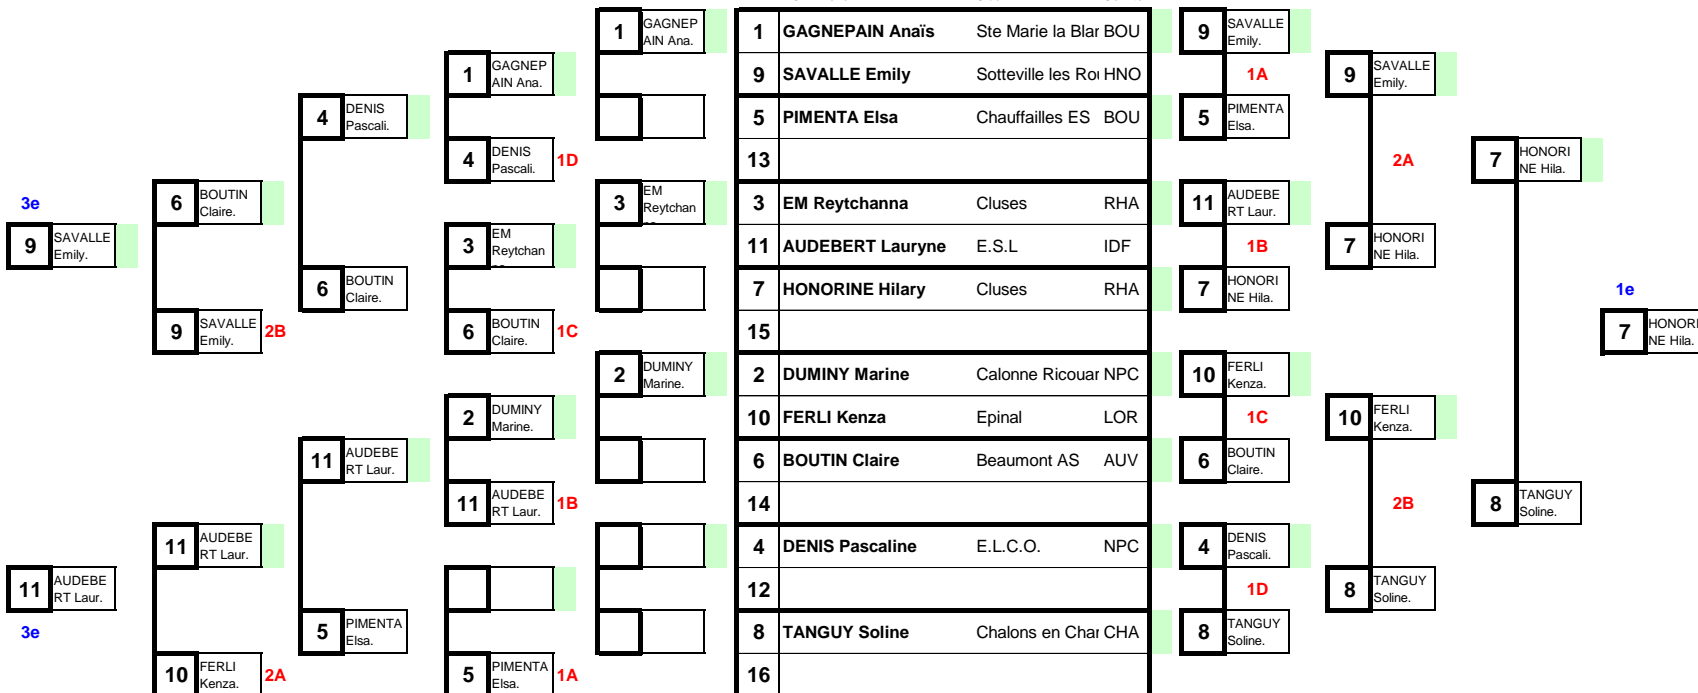 1 GAGNEP 1 GAGNEPAIN Anaïs Ste Marie la Blar BOU 9 SAVALLE
AIN Ana. Emily.
1 GAGNEP 9 SAVALLE Emily Sotteville les Rou HNO 1A 9 SAVALLE
AIN Ana. Emily.
4 DENIS 5 PIMENTA Elsa Chauffailles ES BOU 5 PIMENTA
Pascali. Elsa.
4 DENIS 1D 13 2A 7 HONORI
Pascali. NE Hila.
3e 6 BOUTIN 3 EM 3 EM Reytchanna Cluses RHA 11 AUDEBE
Claire. Reytchan RT Laur.
9 SAVALLE 3 EM 11 AUDEBERT Lauryne E.S.L IDF 1B 7 HONORI
Emily. Reytchan NE Hila.
6 BOUTIN 7 HONORINE Hilary Cluses RHA 7 HONORI 1e
Claire. NE Hila.
9 SAVALLE 2B 6 BOUTIN 1C 15 7 HONORI
Emily. Claire. NE Hila.
2 DUMINY 2 DUMINY Marine Calonne Ricouar NPC 10 FERLI
Marine. Kenza.
2 DUMINY 10 FERLI Kenza Epinal LOR 1C 10 FERLI
Marine. Kenza.
11 AUDEBE 6 BOUTIN Claire Beaumont AS AUV 6 BOUTIN
RT Laur. Claire.
11 AUDEBE 1B 14 2B 8 TANGUY
RT Laur. Soline.
11 AUDEBE 4 DENIS Pascaline E.L.C.O. NPC 4 DENIS
RT Laur. Pascali.
11 AUDEBE 12 1D 8 TANGUY
RT Laur. Soline.
3e 5 PIMENTA 8 TANGUY Soline Chalons en Char CHA 8 TANGUY
Elsa. Soline.
10 FERLI 2A 5 PIMENTA 1A 16
Kenza. Elsa.